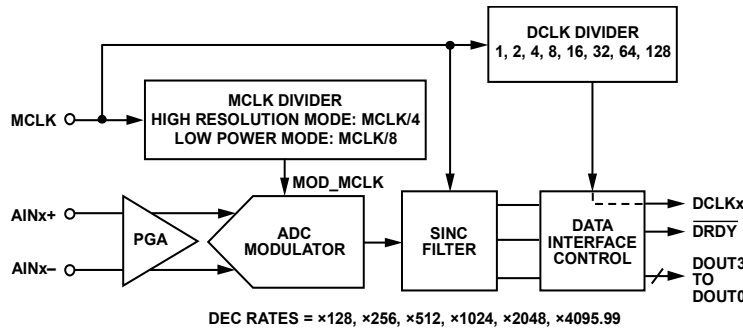 DCLK DIVIDER
1, 2, 4, 8, 16, 32, 64, 128
MCLK
MCLK DIVIDER
HIGH RESOLUTION MODE: MCLK/4
LOW POWER MODE: MCLK/8
MOD_MCLK
AINx+
AINx–
PGA
ADC
MODULATOR
SINC
FILTER
DATA
INTERFACE
CONTROL
DCLKx
DRDY
DOUT3
TO
DOUT0
DEC RATES = ×128, ×256, ×512, ×1024, ×2048, ×4095.99